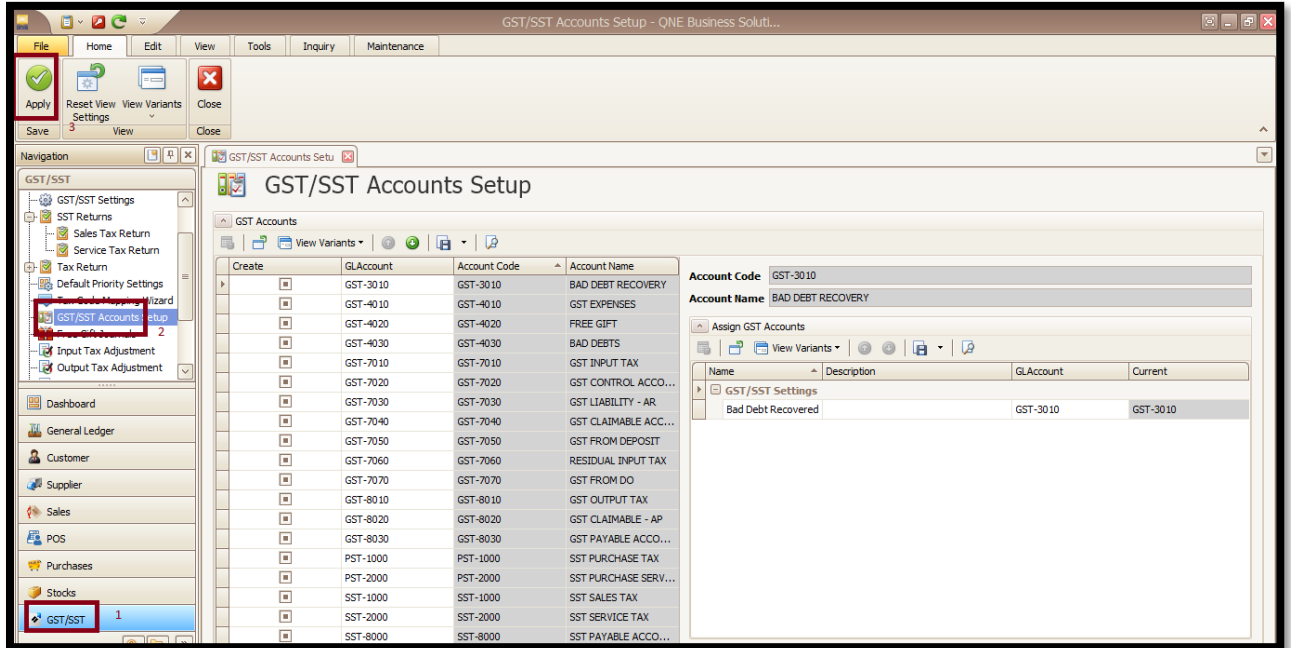 GST/SST Accounts Setup - QNE Business Soluti...
File Home Edit View Tools Inquiry Maintenance
Apply Reset View Settings View Variants Close
3
Save View Close
Navigation
GST/SST Accounts Setu
GST/SST
GST/SST Settings
SST Returns
Sales Tax Return
Service Tax Return
Tax Return
Default Priority Settings
Tax Code Mapping Wizard
GST/SST Accounts Setup
2
Free Gift Journals
Input Tax Adjustment
Output Tax Adjustment
Dashboard
General Ledger
Customer
Supplier
Sales
POS
Purchases
Stocks
GST/SST
1
GST/SST Accounts Setup
GST Accounts
View Variants
Create GLAccount Account Code Account Name
GST-3010 GST-3010 BAD DEBT RECOVERY
GST-4010 GST-4010 GST EXPENSES
GST-4020 GST-4020 FREE GIFT
GST-4030 GST-4030 BAD DEBTS
GST-7010 GST-7010 GST INPUT TAX
GST-7020 GST-7020 GST CONTROL ACCO...
GST-7030 GST-7030 GST LIABILITY - AR
GST-7040 GST-7040 GST CLAIMABLE ACC...
GST-7050 GST-7050 GST FROM DEPOSIT
GST-7060 GST-7060 RESIDUAL INPUT TAX
GST-7070 GST-7070 GST FROM DO
GST-8010 GST-8010 GST OUTPUT TAX
GST-8020 GST-8020 GST CLAIMABLE - AP
GST-8030 GST-8030 GST PAYABLE ACCO...
PST-1000 PST-1000 SST PURCHASE TAX
PST-2000 PST-2000 SST PURCHASE SERV...
SST-1000 SST-1000 SST SALES TAX
SST-2000 SST-2000 SST SERVICE TAX
SST-8000 SST-8000 SST PAYABLE ACCO...
Account Code GST-3010
Account Name BAD DEBT RECOVERY
Assign GST Accounts
View Variants
Name Description GLAccount Current
GST/SST Settings
Bad Debt Recovered GST-3010 GST-3010